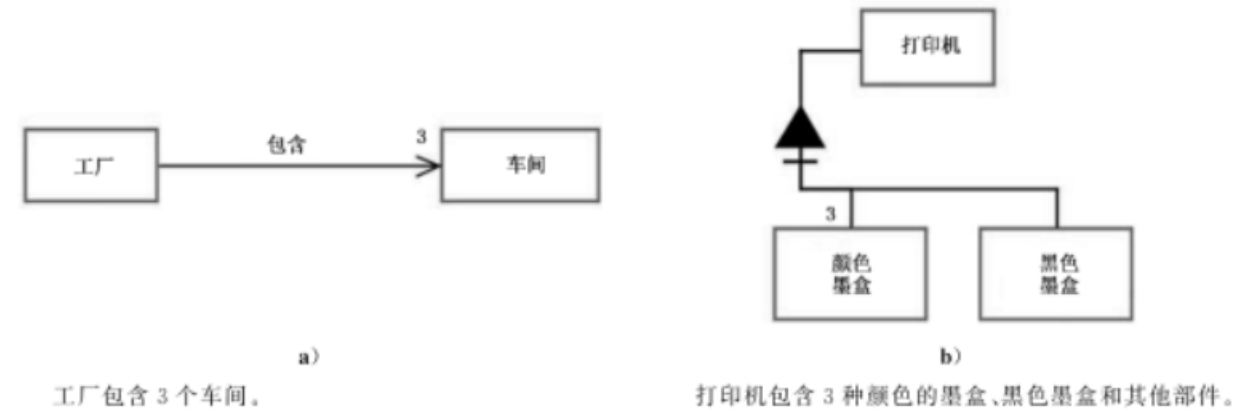 打印机
工厂
包含
3
车间
3
颜色
墨盒
黑色
墨盒
a）
b）
工厂包含 3 个车间。
打印机包含 3 种颜色的墨盒、黑色墨盒和其他部件。